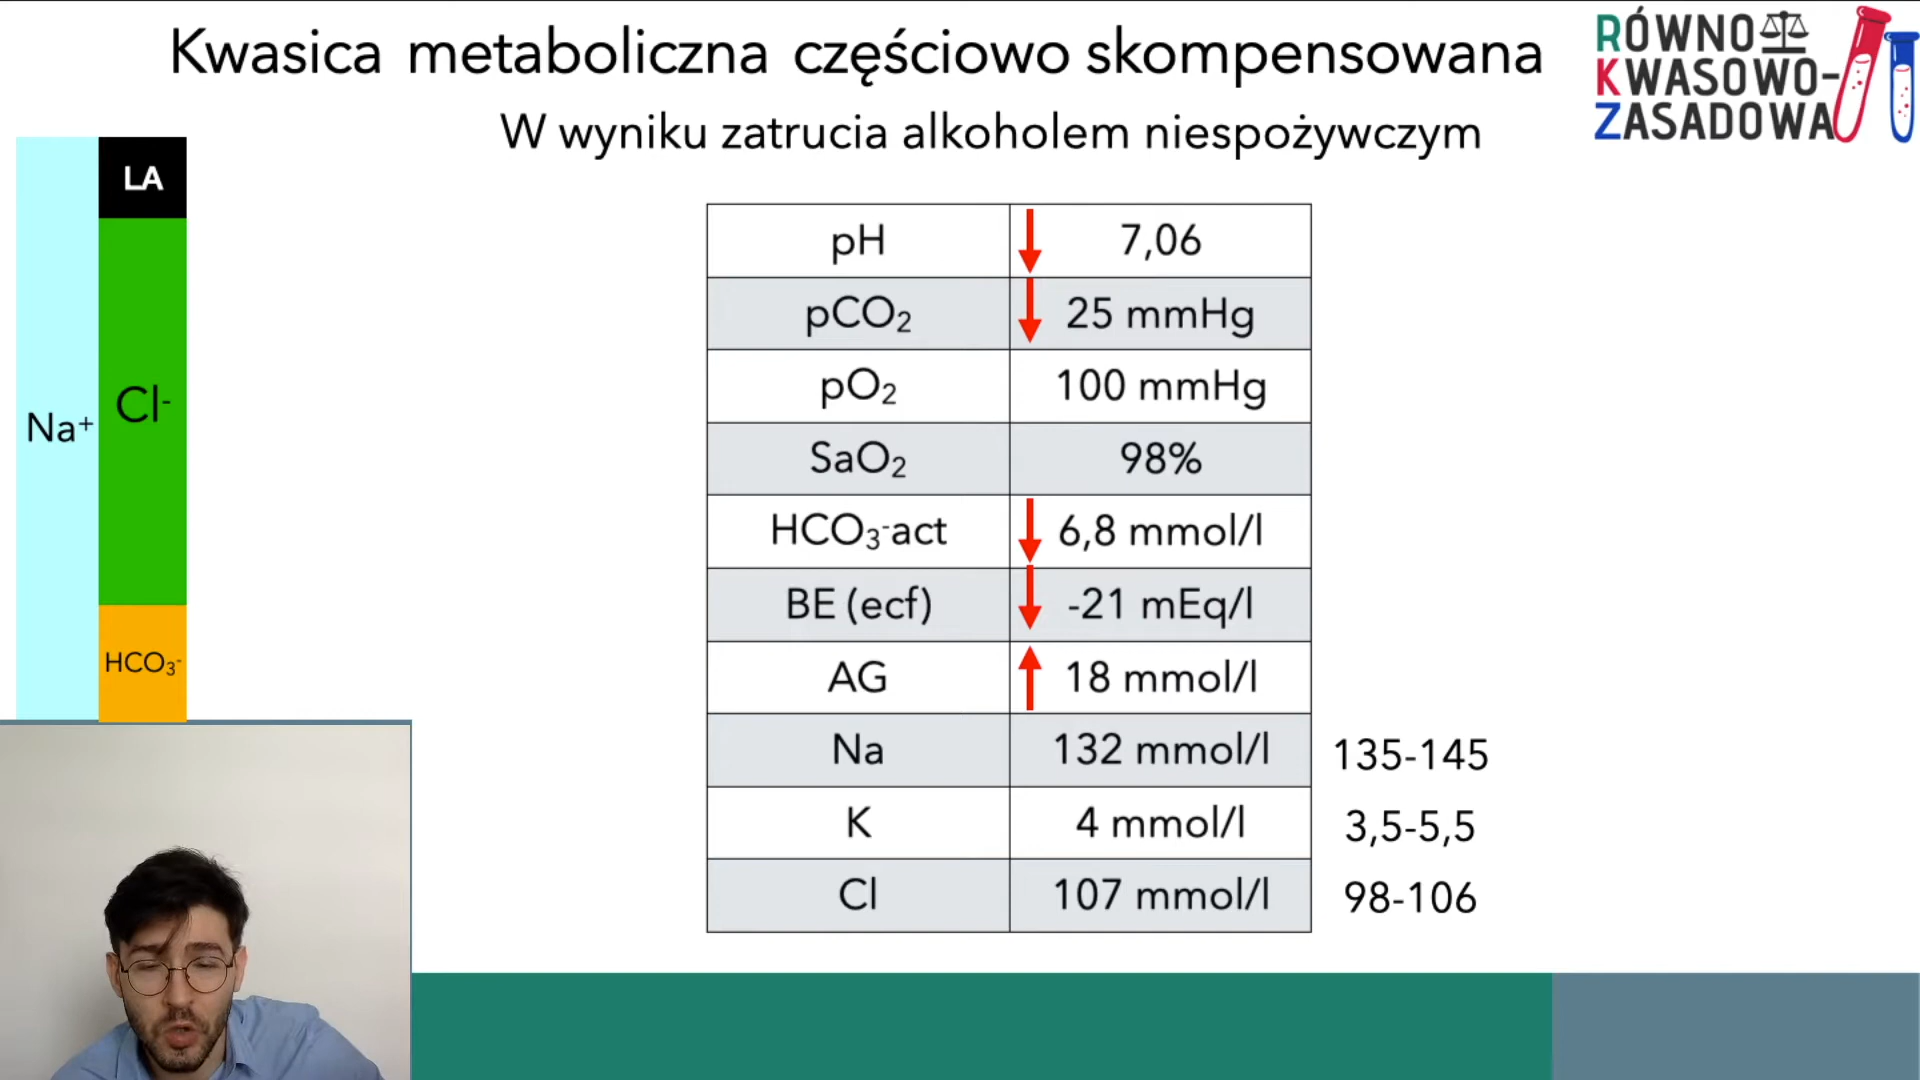 Kwasica metaboliczna częściowo skompensowana
W wyniku zatrucia alkoholem niespożywczym
RÓWNO
KWASOWO-
ZASADOWA
LA
Cl-
Na+
HCO3-
pH 7,06
pCO2 25 mmHg
pO2 100 mmHg
SaO2 98%
HCO3-act 6,8 mmol/l
BE (ecf) -21 mEq/l
AG 18 mmol/l
Na 132 mmol/l 135-145
K 4 mmol/l 3,5-5,5
Cl 107 mmol/l 98-106